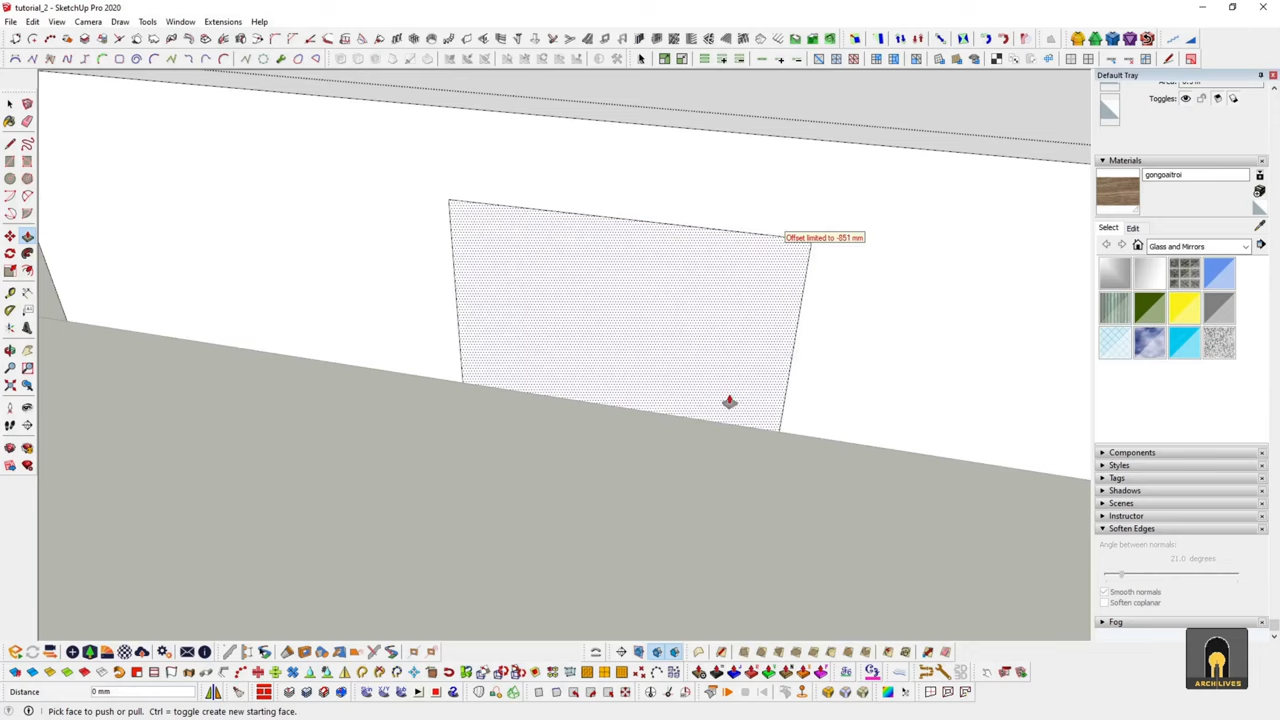 tutorial_2 - SketchUp Pro 2020
File Edit View Camera Draw Tools Window Extensions Help
Default Tray
Toggles:
Materials
gongoaitroi
Select Edit
Glass and Mirrors
Offset limited to -851 mm
Components
Styles
Tags
Shadows
Scenes
Instructor
Soften Edges
Angle between normals:
21.0 degrees
Smooth normals
Soften coplanar
Fog
ARCHILIVES
Distance 0 mm
Pick face to push or pull. Ctrl = toggle create new starting face.